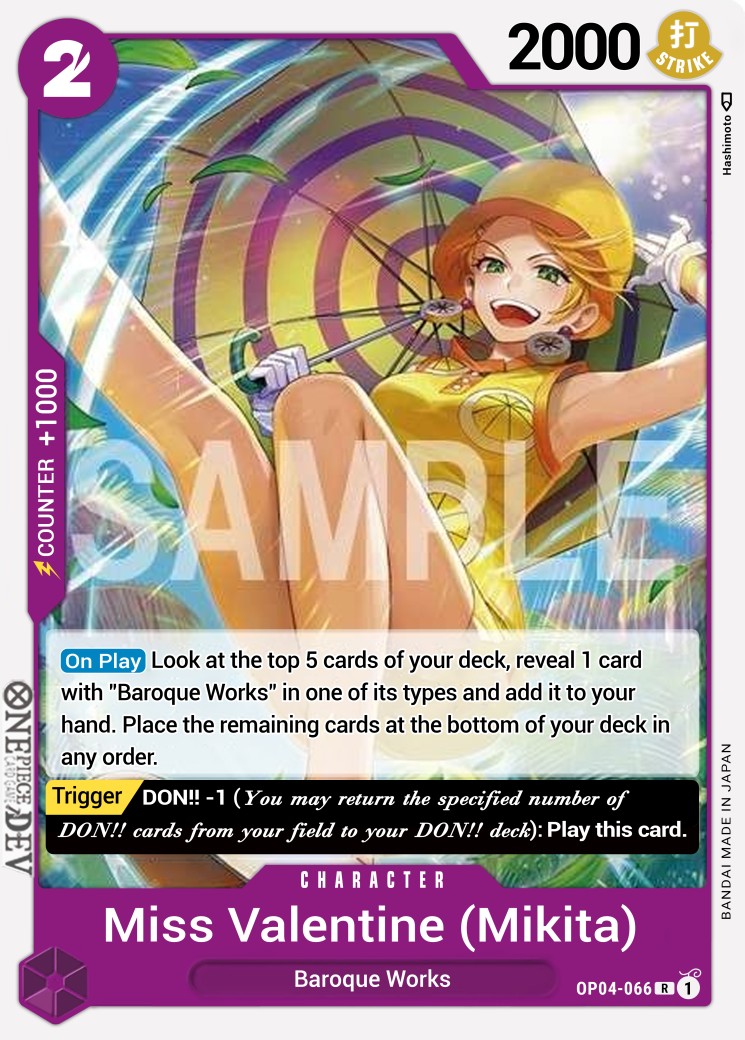 2
2000
打
STRIKE
Hashimoto Q
COUNTER +1000
SAMPLE
On Play Look at the top 5 cards of your deck, reveal 1 card
with "Baroque Works" in one of its types and add it to your
hand. Place the remaining cards at the bottom of your deck in
any order.
Trigger DON!! -1 (You may return the specified number of
DON!! cards from your field to your DON!! deck): Play this card.
ONE PIECE DEV
CARD GAME
BANDAI MADE IN JAPAN
CHARACTER
Miss Valentine (Mikita)
Baroque Works
OP04-066 R 1